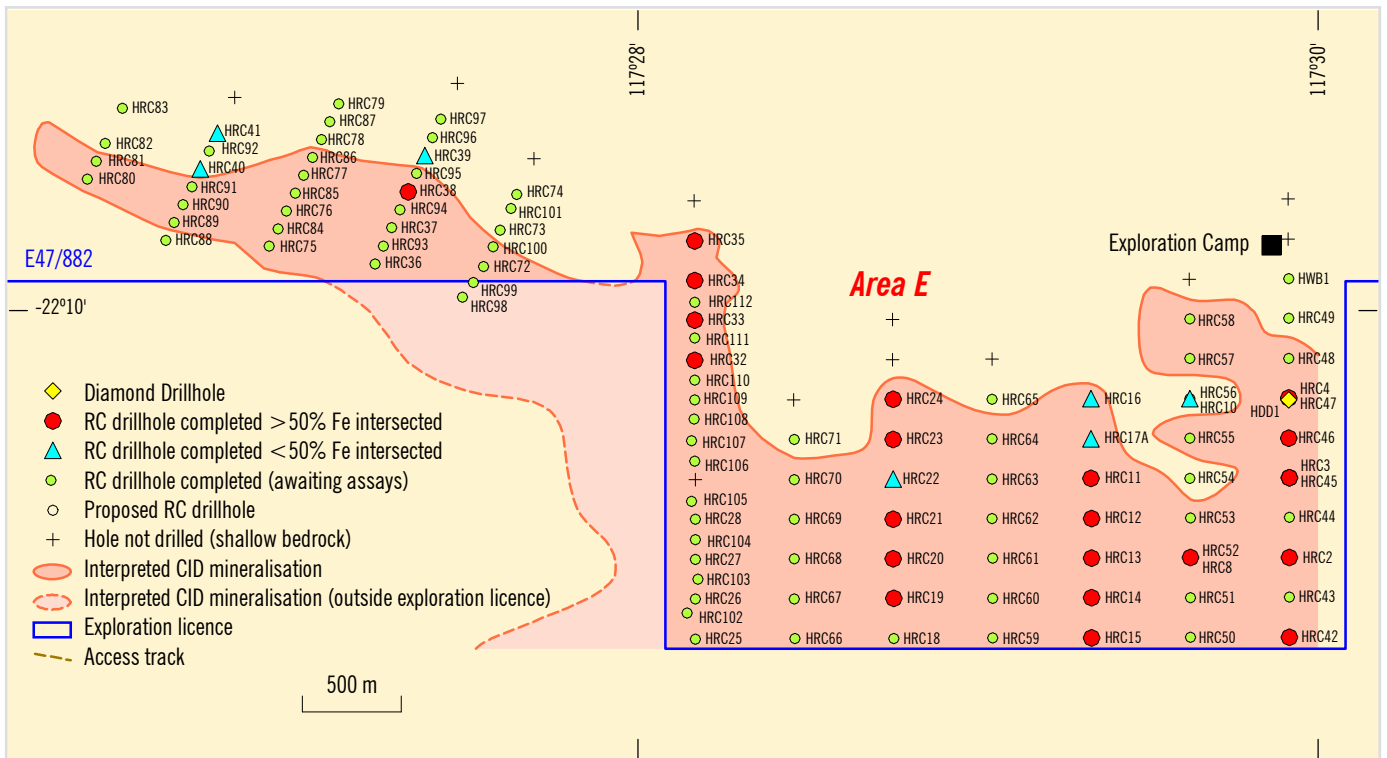 117º28'
117º30'
HRC83
HRC79
HRC87
HRC97
HRC41
HRC78
HRC96
HRC82
HRC92
HRC86
HRC39
HRC81
HRC40
HRC77
HRC95
HRC80
HRC91
HRC85
HRC38
HRC74
HRC90
HRC76
HRC94
HRC101
HRC89
HRC84
HRC37
HRC73
HRC88
HRC75
HRC93
HRC100
HRC35
Exploration Camp
E47/882
HRC36
HRC72
HRC34
Area E
HWB1
HRC99
HRC98
HRC112
-22º10'
HRC33
HRC58
HRC49
HRC111
HRC32
HRC57
HRC48
HRC110
HRC109
HRC24
HRC65
HRC16
HRC56
HRC10
HDD1
HRC4
HRC47
HRC108
HRC107
HRC71
HRC23
HRC64
HRC17A
HRC55
HRC46
HRC106
HRC70
HRC22
HRC63
HRC11
HRC54
HRC3
HRC45
HRC105
HRC28
HRC69
HRC21
HRC62
HRC12
HRC53
HRC44
HRC104
HRC27
HRC68
HRC20
HRC61
HRC13
HRC52
HRC8
HRC2
HRC103
HRC26
HRC67
HRC19
HRC60
HRC14
HRC51
HRC43
HRC102
HRC25
HRC66
HRC18
HRC59
HRC15
HRC50
HRC42
Diamond Drillhole
RC drillhole completed >50% Fe intersected
RC drillhole completed <50% Fe intersected
RC drillhole completed (awaiting assays)
Proposed RC drillhole
Hole not drilled (shallow bedrock)
Interpreted CID mineralisation
Interpreted CID mineralisation (outside exploration licence)
Exploration licence
Access track
500 m